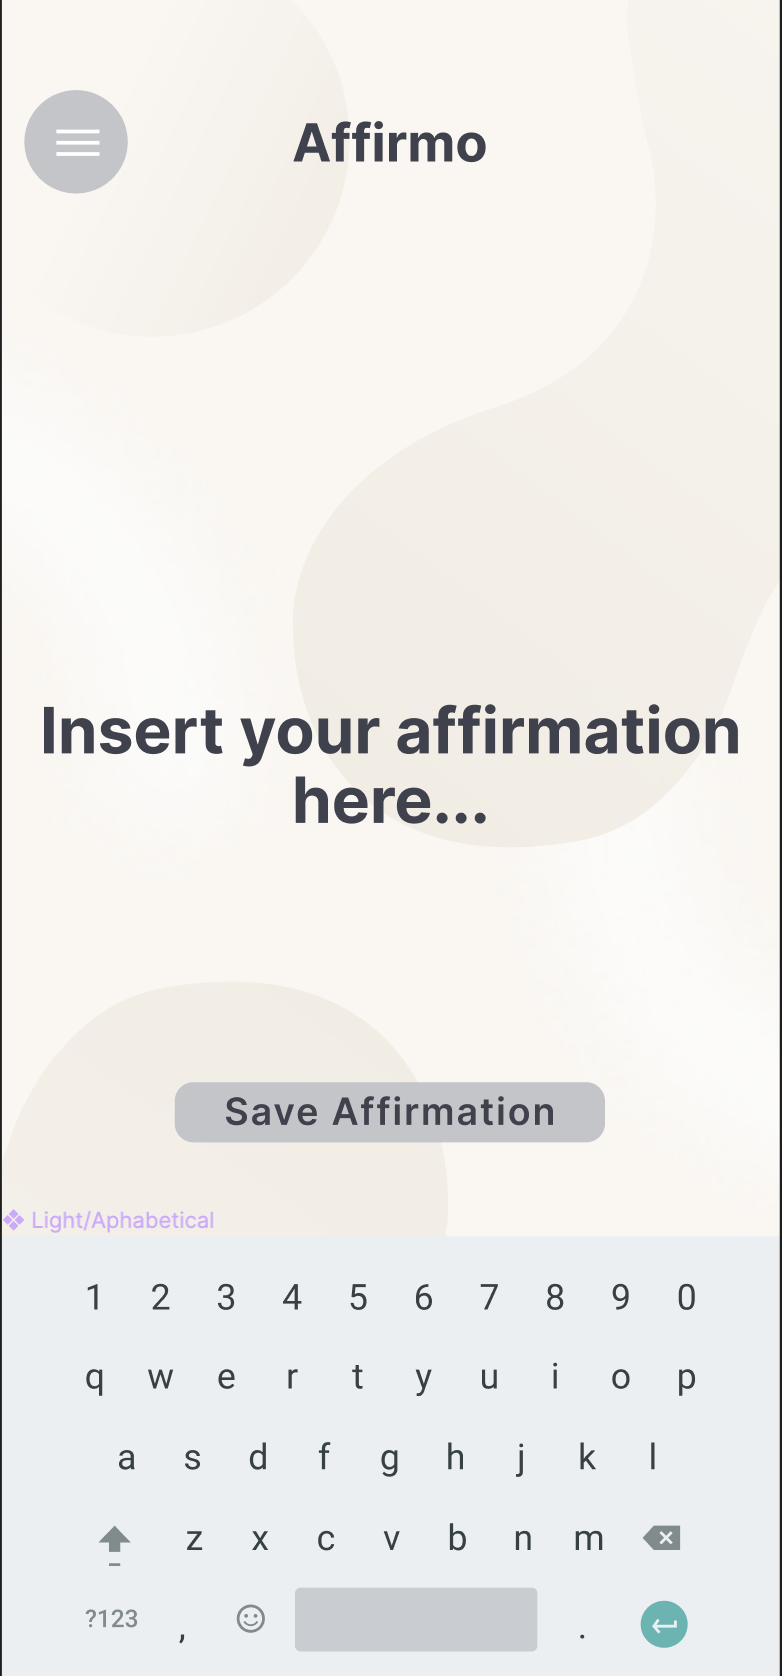 Affirmo
Insert your affirmation
here...
Save Affirmation
Light/Aphabetical
1 2 3 4 5 6 7 8 9 0
q w e r t y u i o p
a s d f g h j k l
z x c v b n m
?123 , .